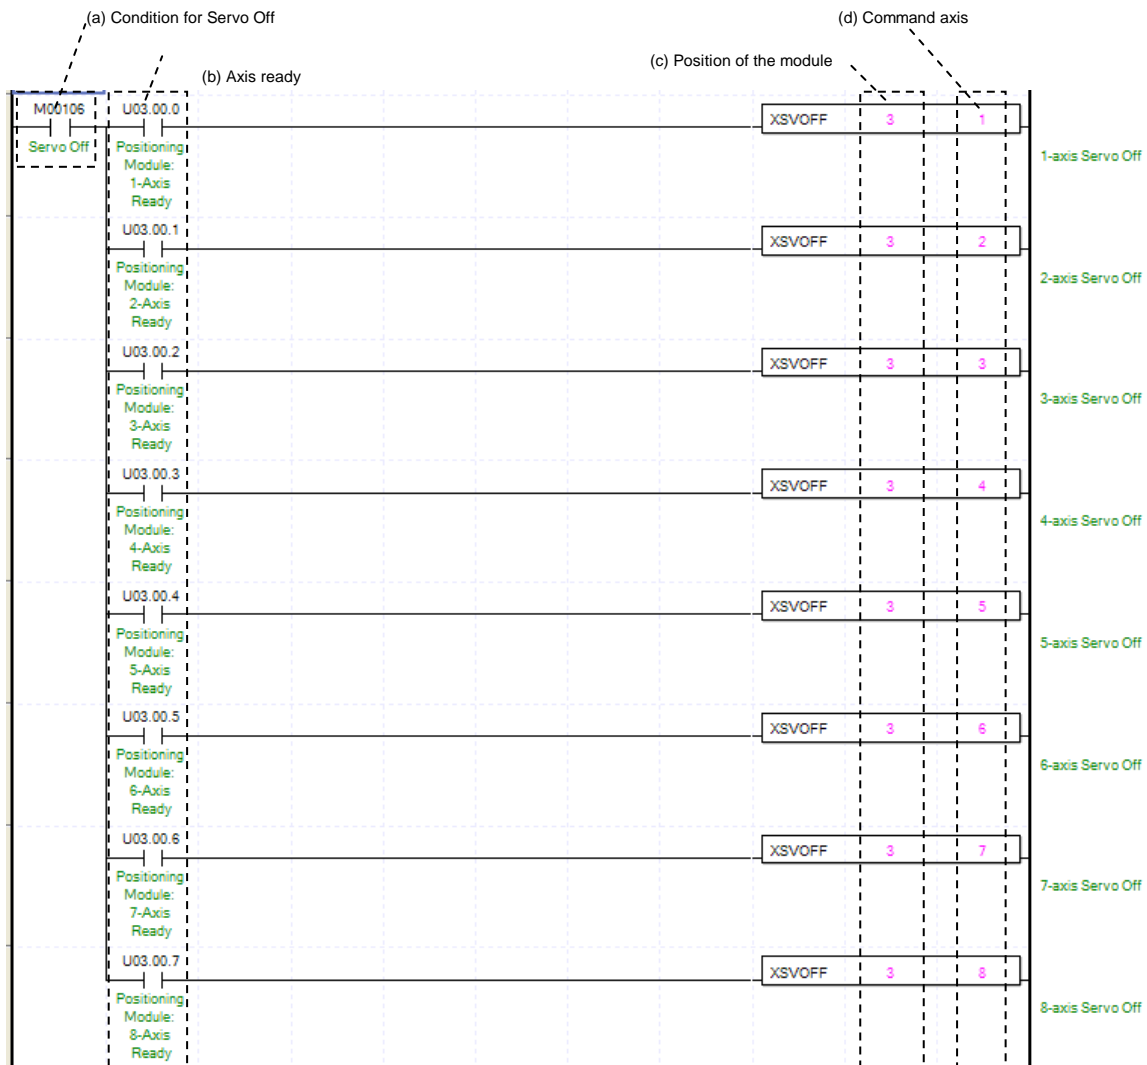 (a) Condition for Servo Off
(d) Command axis
(c) Position of the module
(b) Axis ready
M00106
U03.00.0
XSVOFF 3 1
Servo Off
Positioning
Module:
1-Axis
Ready
1-axis Servo Off
U03.00.1
XSVOFF 3 2
Positioning
Module:
2-Axis
Ready
2-axis Servo Off
U03.00.2
XSVOFF 3 3
Positioning
Module:
3-Axis
Ready
3-axis Servo Off
U03.00.3
XSVOFF 3 4
Positioning
Module:
4-Axis
Ready
4-axis Servo Off
U03.00.4
XSVOFF 3 5
Positioning
Module:
5-Axis
Ready
5-axis Servo Off
U03.00.5
XSVOFF 3 6
Positioning
Module:
6-Axis
Ready
6-axis Servo Off
U03.00.6
XSVOFF 3 7
Positioning
Module:
7-Axis
Ready
7-axis Servo Off
U03.00.7
XSVOFF 3 8
Positioning
Module:
8-Axis
Ready
8-axis Servo Off